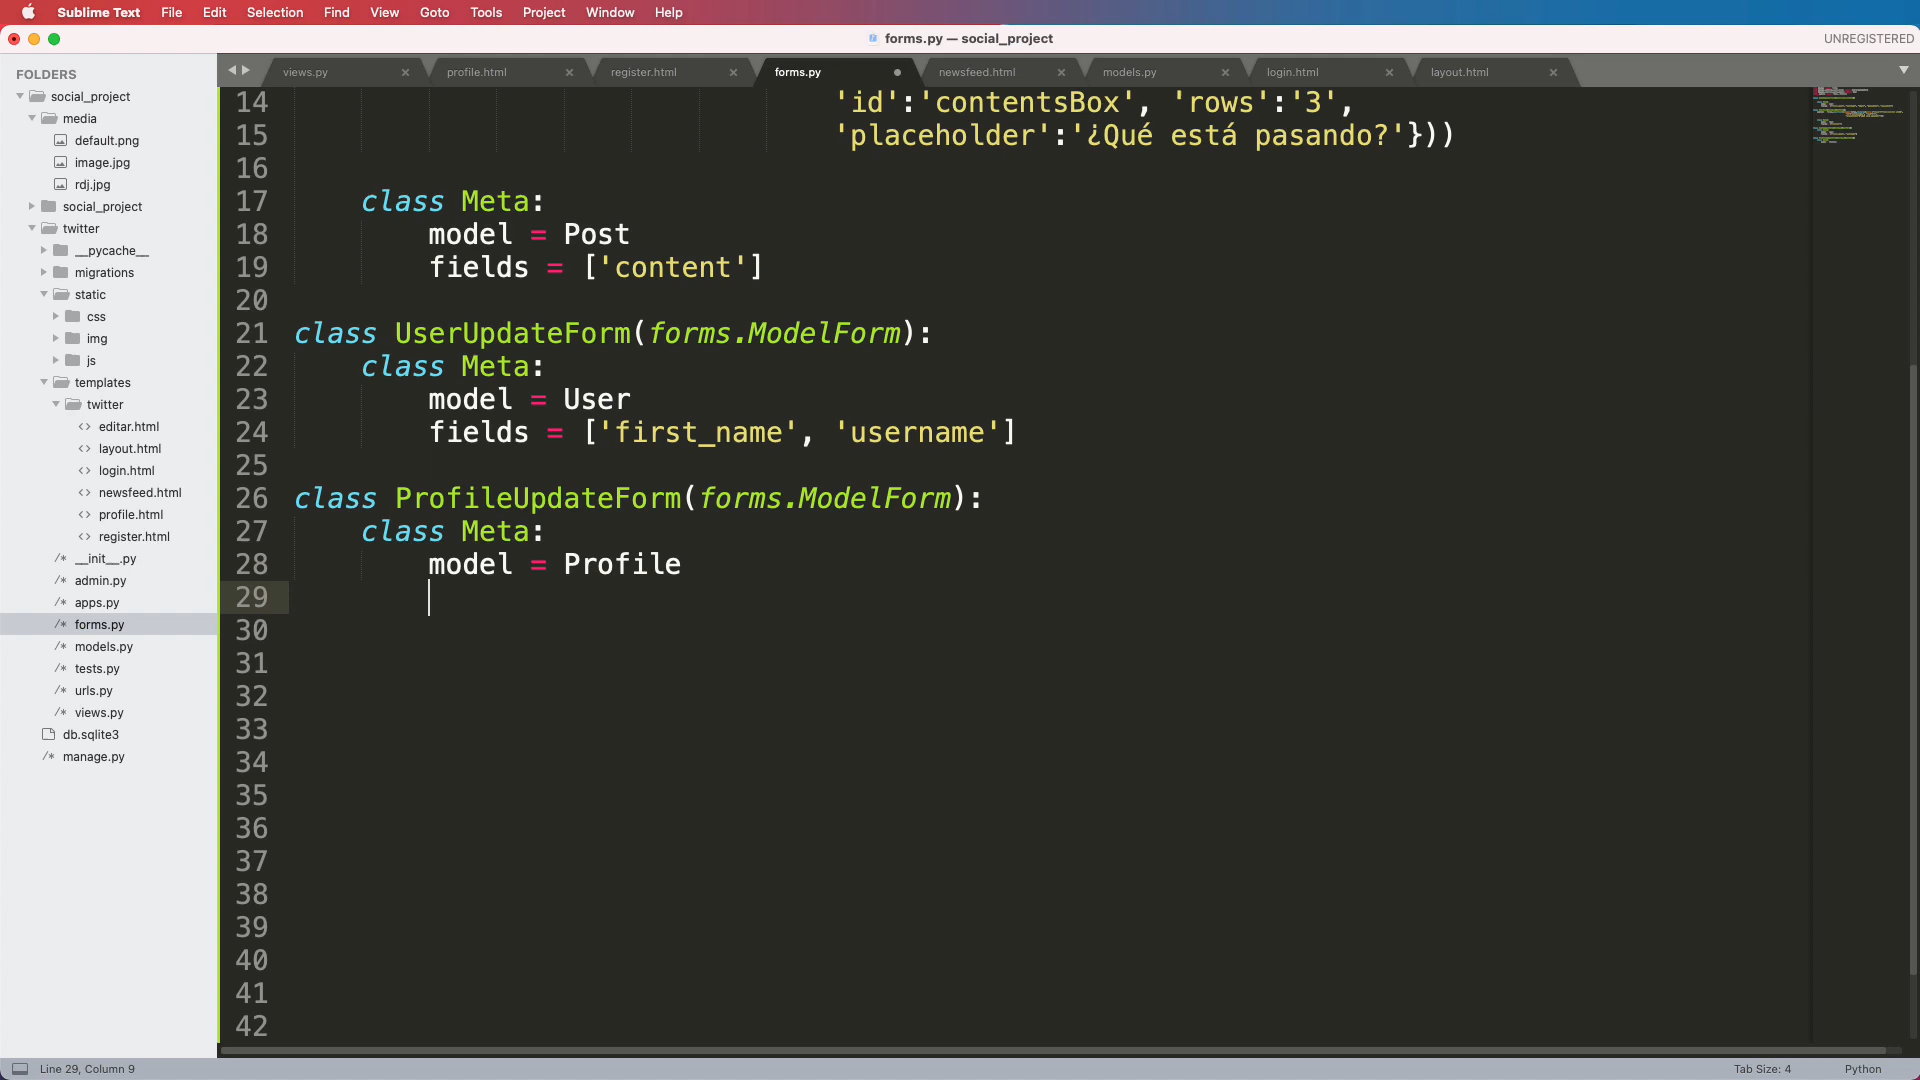 Sublime Text File Edit Selection Find View Goto Tools Project Window Help
forms.py — social_project
UNREGISTERED
FOLDERS
social_project
media
default.png
image.jpg
rdj.jpg
social_project
twitter
__pycache__
migrations
static
css
img
js
templates
twitter
editar.html
layout.html
login.html
newsfeed.html
profile.html
register.html
__init__.py
admin.py
apps.py
forms.py
models.py
tests.py
urls.py
views.py
db.sqlite3
manage.py
views.py profile.html register.html forms.py newsfeed.html models.py login.html layout.html
14 'id':'contentsBox', 'rows':'3',
15 'placeholder':'¿Qué está pasando?'}))
16
17 class Meta:
18 model = Post
19 fields = ['content']
20
21 class UserUpdateForm(forms.ModelForm):
22 class Meta:
23 model = User
24 fields = ['first_name', 'username']
25
26 class ProfileUpdateForm(forms.ModelForm):
27 class Meta:
28 model = Profile
29
30
31
32
33
34
35
36
37
38
39
40
41
42
Line 29, Column 9
Tab Size: 4
Python